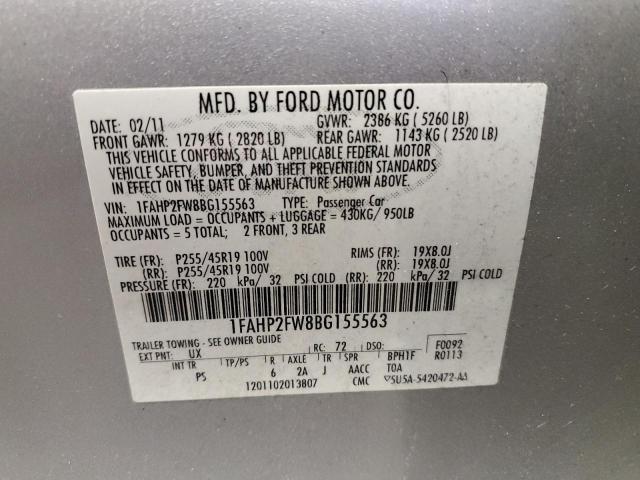 MFD. BY FORD MOTOR CO.
DATE: 02/11 GVWR: 2386 KG ( 5260 LB)
FRONT GAWR: 1279 KG ( 2820 LB) REAR GAWR: 1143 KG ( 2520 LB)
THIS VEHICLE CONFORMS TO ALL APPLICABLE FEDERAL MOTOR
VEHICLE SAFETY, BUMPER, AND THEFT PREVENTION STANDARDS
IN EFFECT ON THE DATE OF MANUFACTURE SHOWN ABOVE.
VIN: 1FAHP2FW8BG155563 TYPE: Passenger Car
MAXIMUM LOAD = OCCUPANTS + LUGGAGE = 430KG/ 950LB
OCCUPANTS = 5 TOTAL: 2 FRONT, 3 REAR
TIRE (FR): P255/45R19 100V RIMS (FR): 19X8.0J
(RR): P255/45R19 100V (RR): 19X8.0J
PRESSURE (FR): 220 kPa/ 32 PSI COLD (RR): 220 kPa/ 32 PSI COLD
1FAHP2FW8BG155563
TRAILER TOWING - SEE OWNER GUIDE F0092
EXT PNT: UX RC: 72 DSO: R0113
INT TR TP/PS R AXLE TR SPR BPH1F
P5 6 2A J AACC TOA
1201102013807 CMC 5U5A-5420472-AA